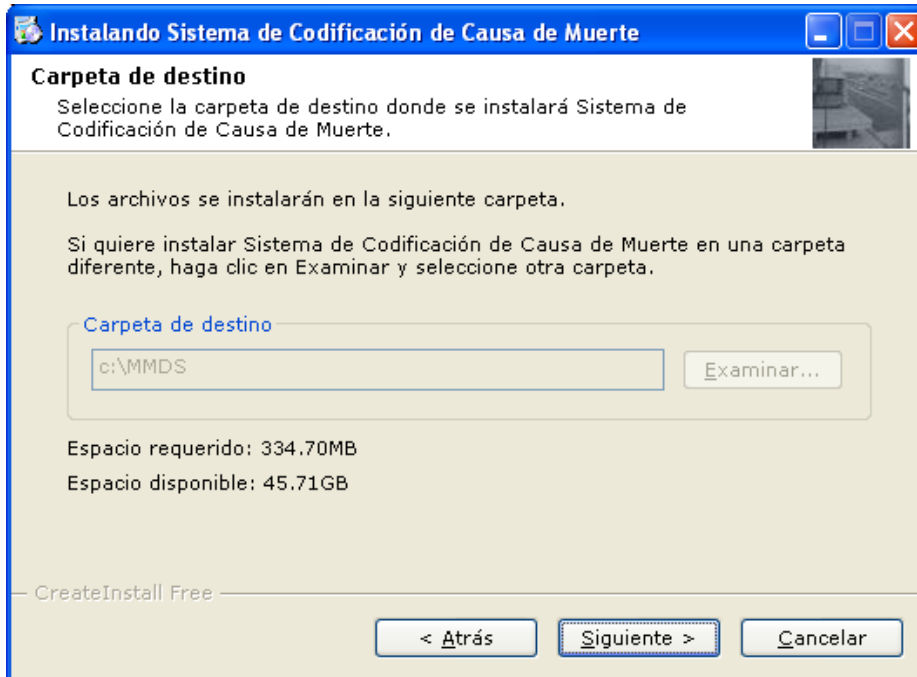 Instalando Sistema de Codificación de Causa de Muerte
Carpeta de destino
Seleccione la carpeta de destino donde se instalará Sistema de
Codificación de Causa de Muerte.
Los archivos se instalarán en la siguiente carpeta.
Si quiere instalar Sistema de Codificación de Causa de Muerte en una carpeta
diferente, haga clic en Examinar y seleccione otra carpeta.
Carpeta de destino
c:\MMDS
Examinar...
Espacio requerido: 334.70MB
Espacio disponible: 45.71GB
CreateInstall Free
< Atrás
Siguiente >
Cancelar